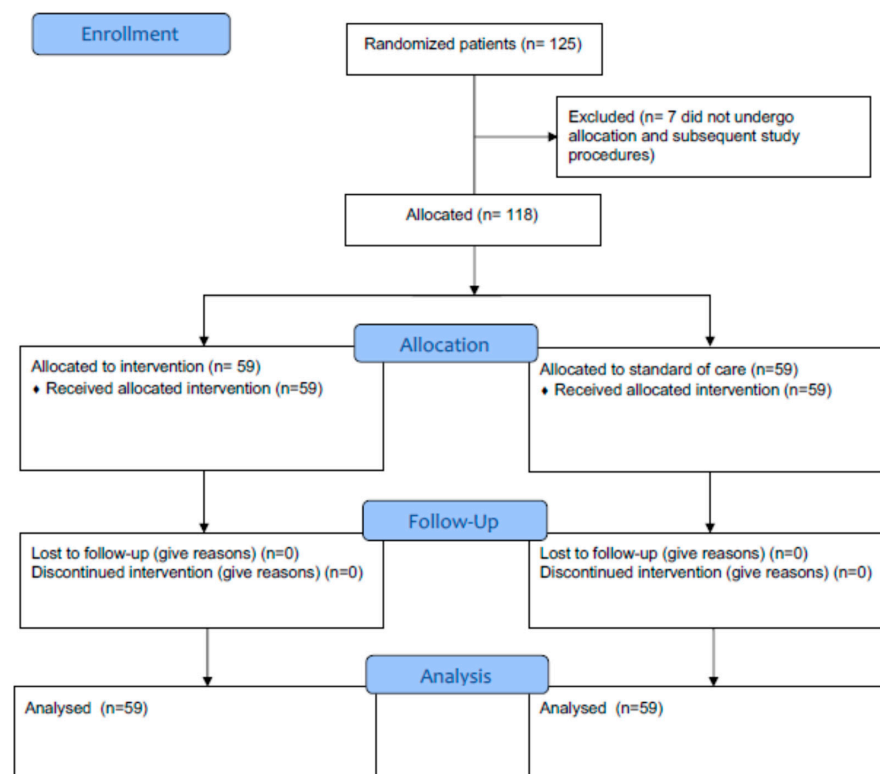 Enrollment
Randomized patients (n= 125)
Excluded (n= 7 did not undergo
allocation and subsequent study
procedures)
Allocated (n= 118)
Allocation
Allocated to intervention (n= 59)
♦ Received allocated intervention (n=59)
Allocated to standard of care (n=59)
♦ Received allocated intervention (n=59)
Follow-Up
Lost to follow-up (give reasons) (n=0)
Discontinued intervention (give reasons) (n=0)
Lost to follow-up (give reasons) (n=0)
Discontinued intervention (give reasons) (n=0)
Analysis
Analysed (n=59)
Analysed (n=59)